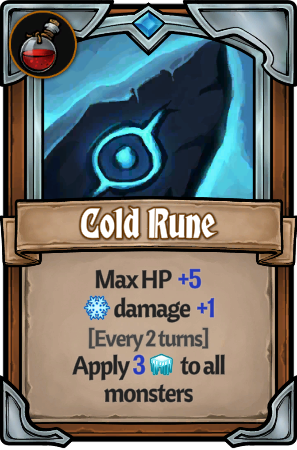 Cold Rune
Max HP +5
damage +1
[Every 2 turns]
Apply 3 to all
monsters